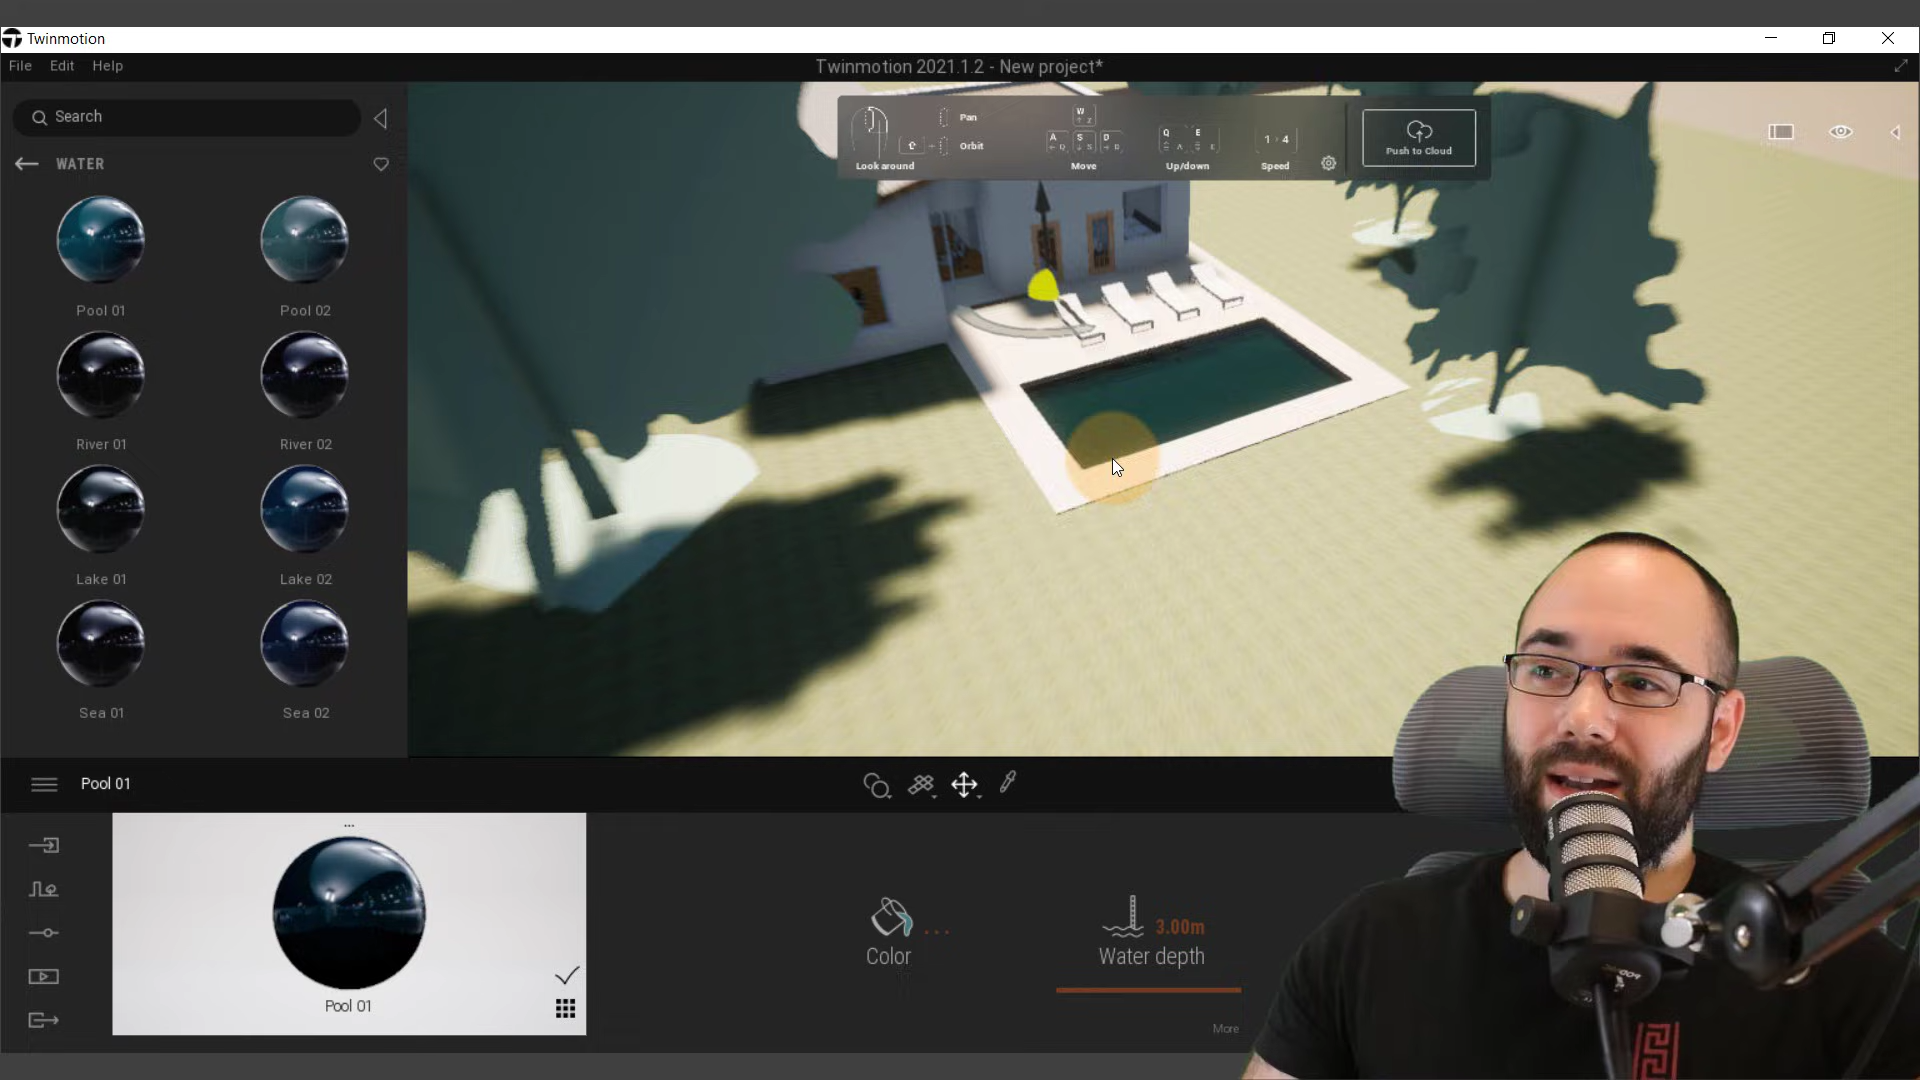 Twinmotion
File Edit Help
Twinmotion 2021.1.2 - New project*
Search
WATER
Pool 01
Pool 02
River 01
River 02
Lake 01
Lake 02
Sea 01
Sea 02
Look around
Pan
Orbit
W
A S D
Move
Q E
Up/down
1 4
Speed
Push to Cloud
Pool 01
...
Pool 01
Color ...
3.00m
Water depth
More